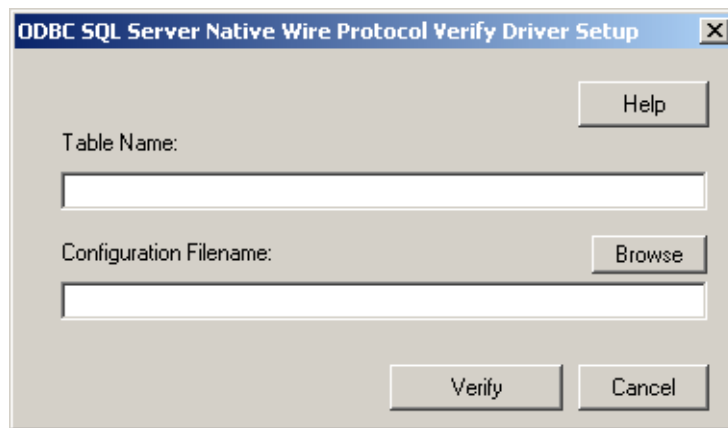 ODBC SQL Server Native Wire Protocol Verify Driver Setup
Help
Table Name:
Configuration Filename:
Browse
Verify
Cancel